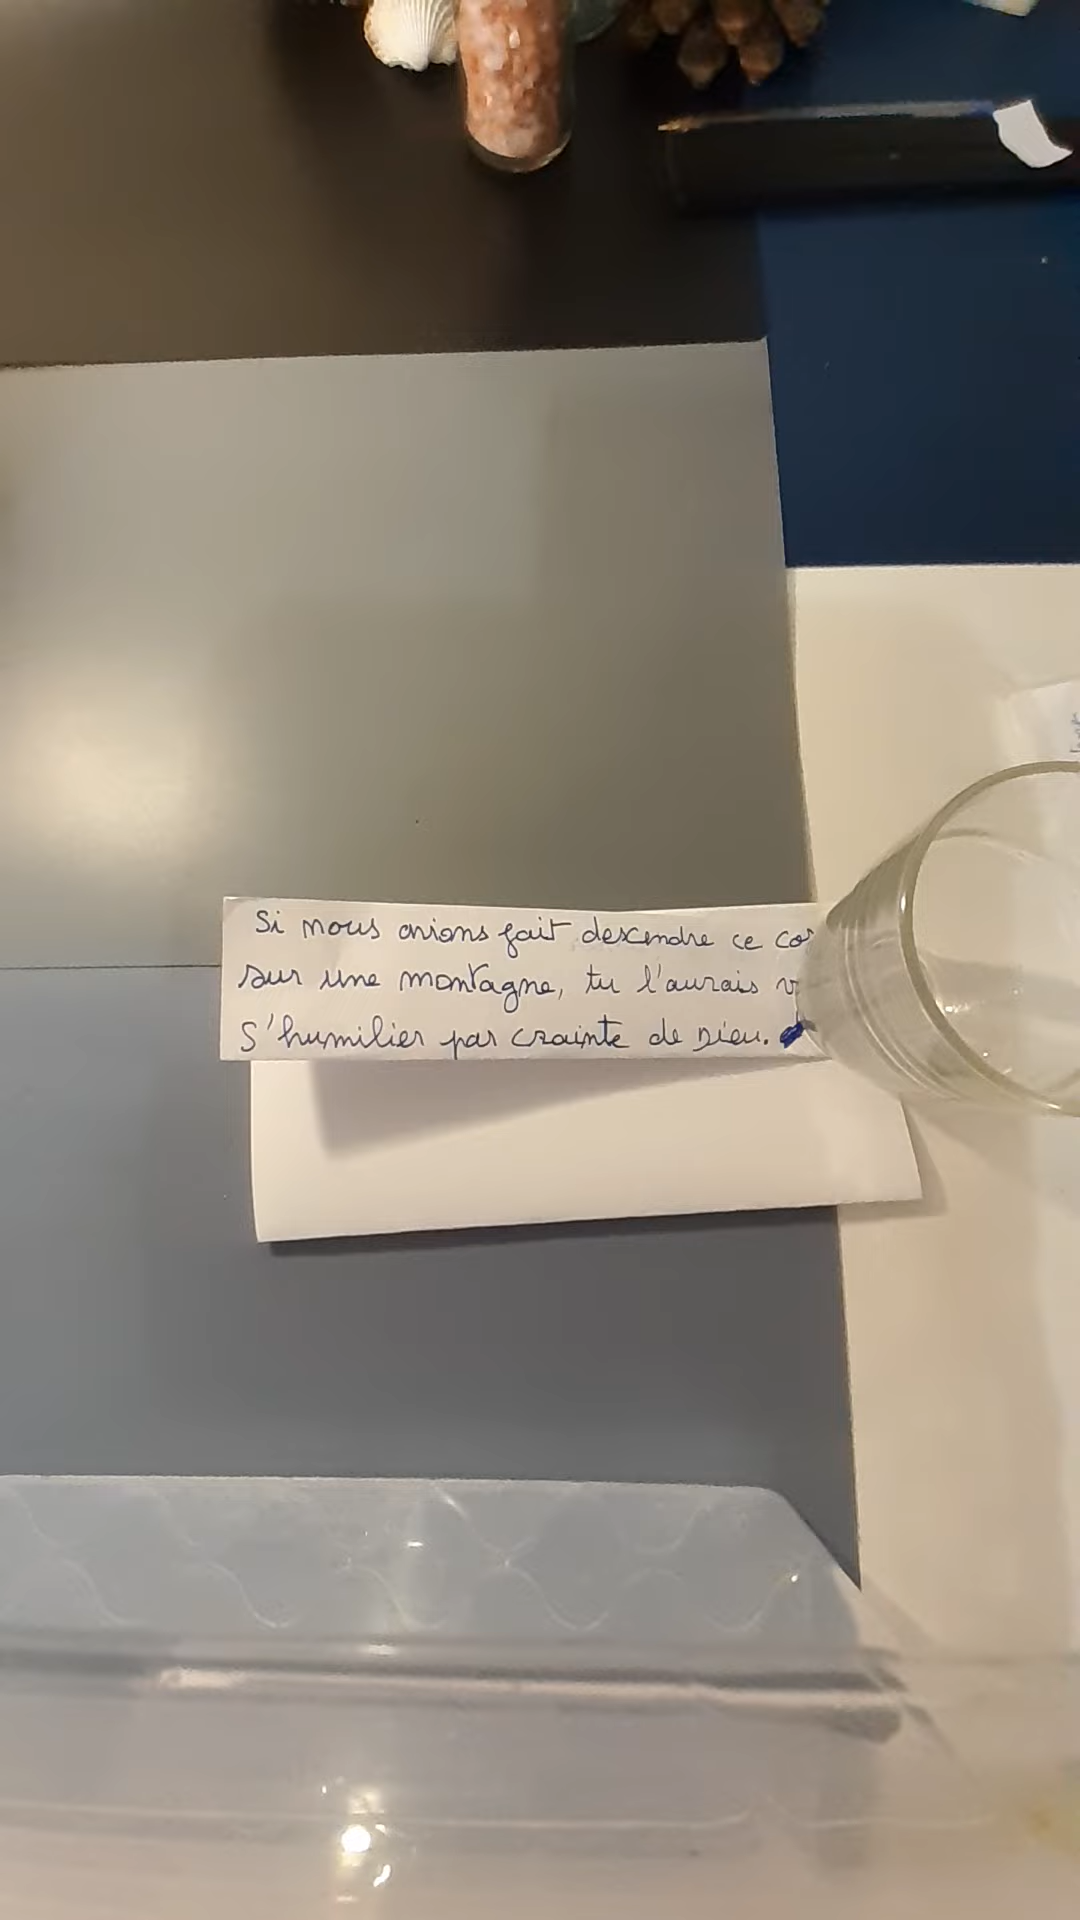 Si nous avions fait descendre ce
sur une montagne, tu l'aurais
s'humilier par crainte de Dieu.